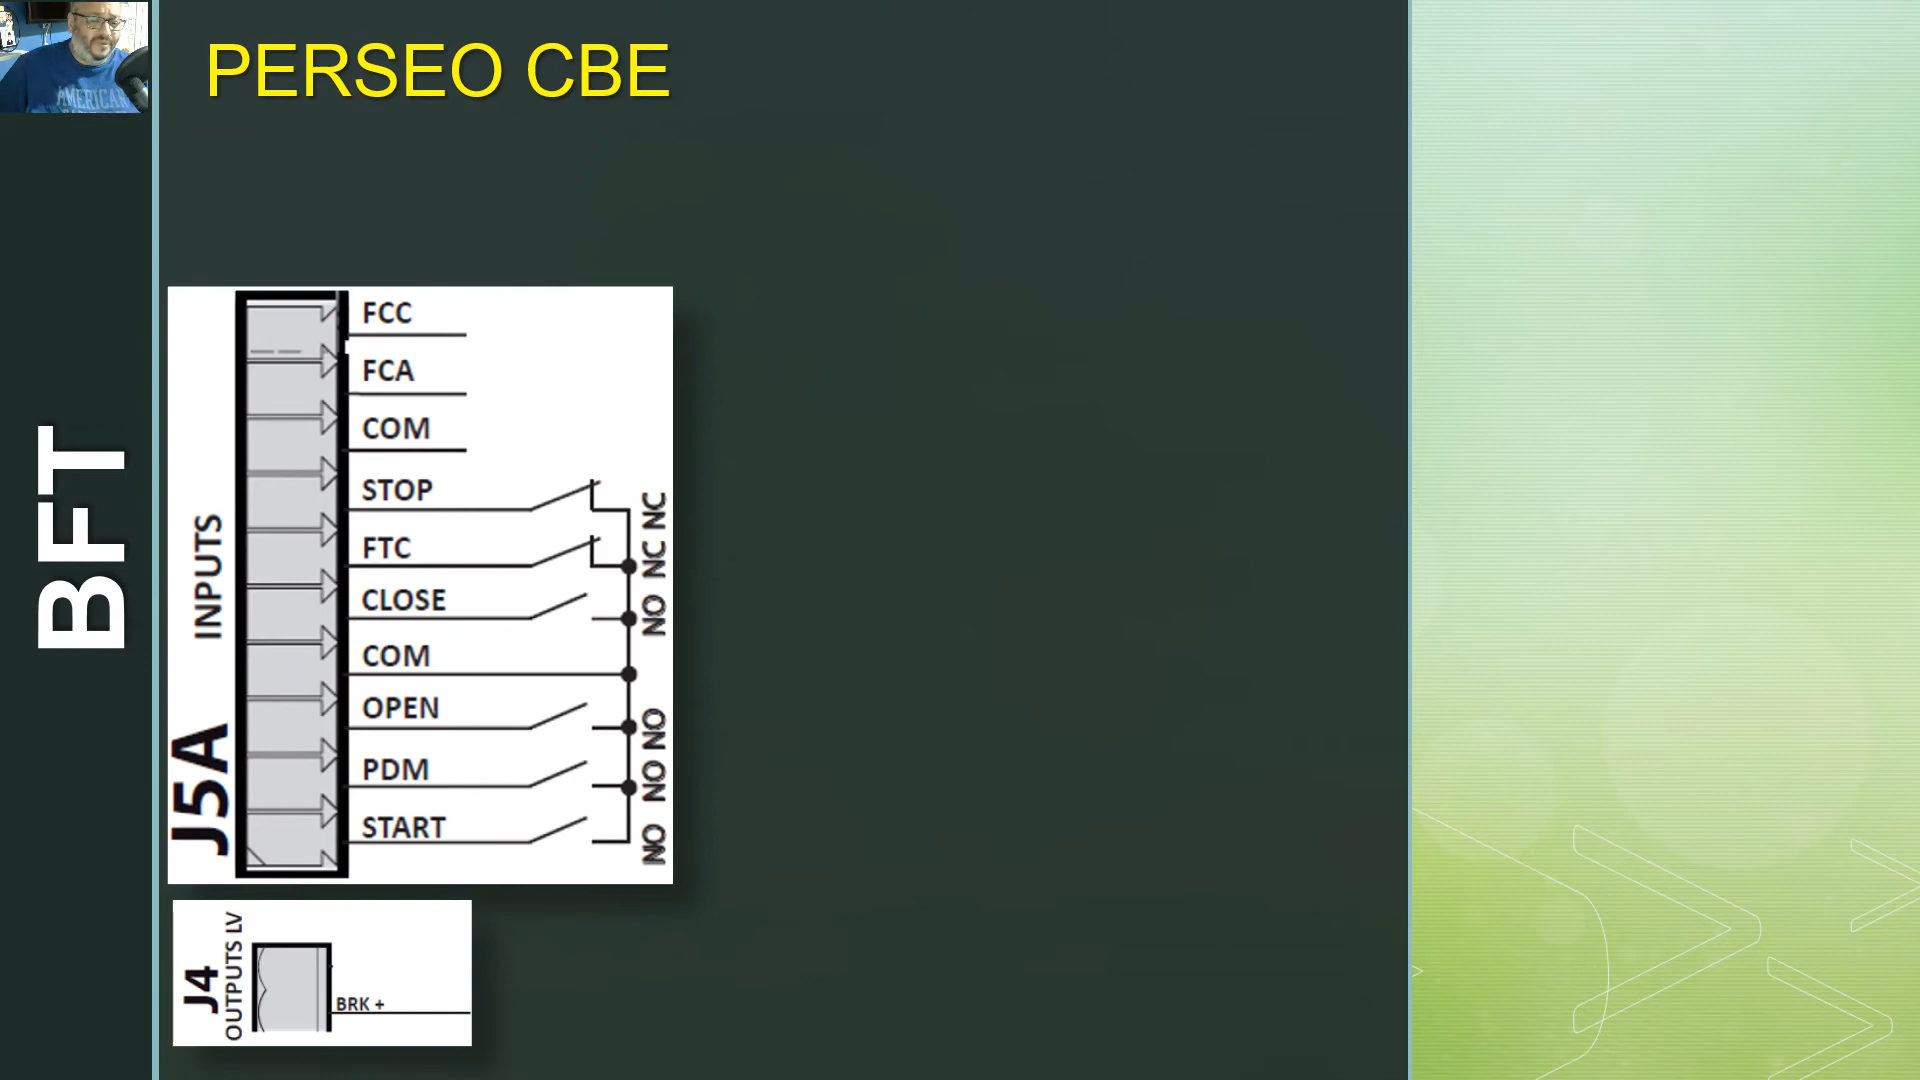 PERSEO CBE
BFT
J5A
INPUTS
FCC
FCA
COM
STOP
NC
FTC
NC
CLOSE
NO
COM
OPEN
NO
PDM
NO
START
NO
J4
OUTPUTS LV
BRK +